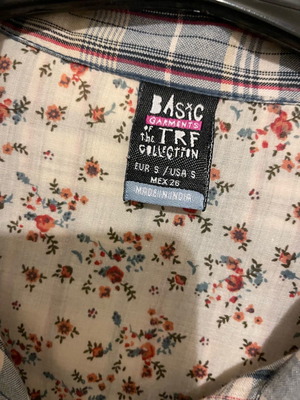 BASIC
GARMENTS
OF
the TRF
COLLECTION
EUR S / USA S
MEX 26
MADE IN INDIA